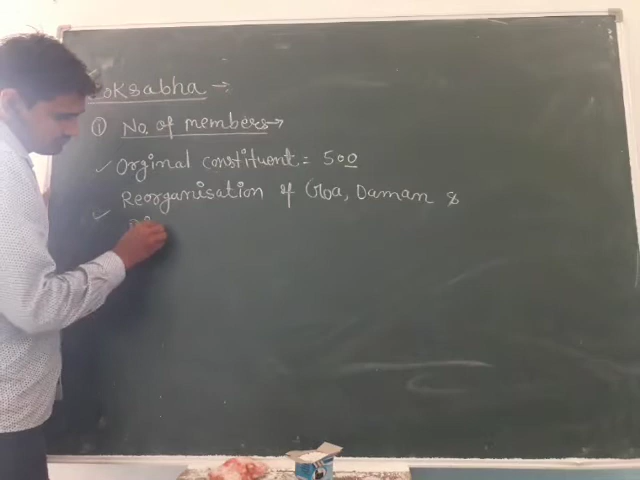 Loksabha →
① No. of members →
✓ Orginal constituent = 500
✓ Reorganisation of Goa, Daman &